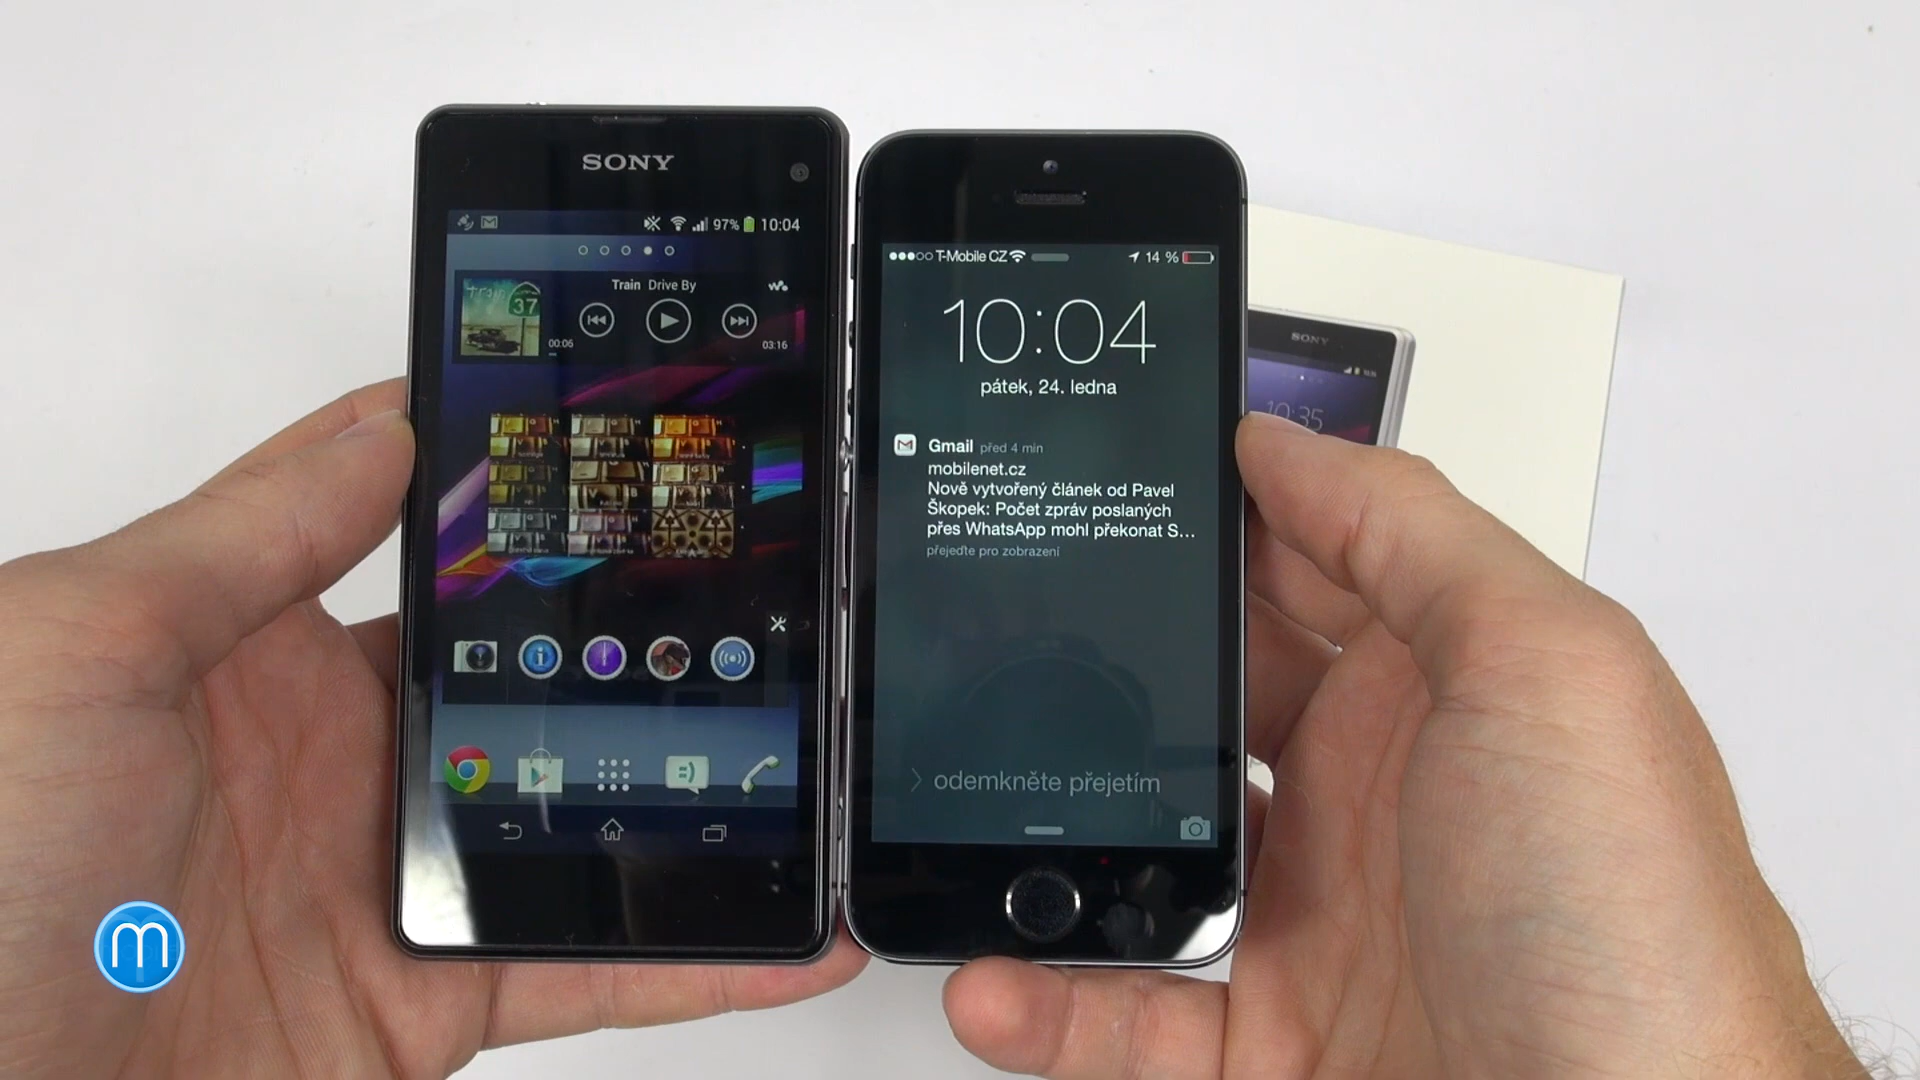 SONY
97% 10:04
Train Drive By
train
37
00:06
03:16
T-Mobile CZ
14 %
10:04
pátek, 24. ledna
Gmail před 4 min
mobilenet.cz
Nově vytvořený článek od Pavel
Škopek: Počet zpráv poslaných
přes WhatsApp mohl překonat S...
přejeďte pro zobrazení
> odemkněte přejetím
SONY
10:35
m